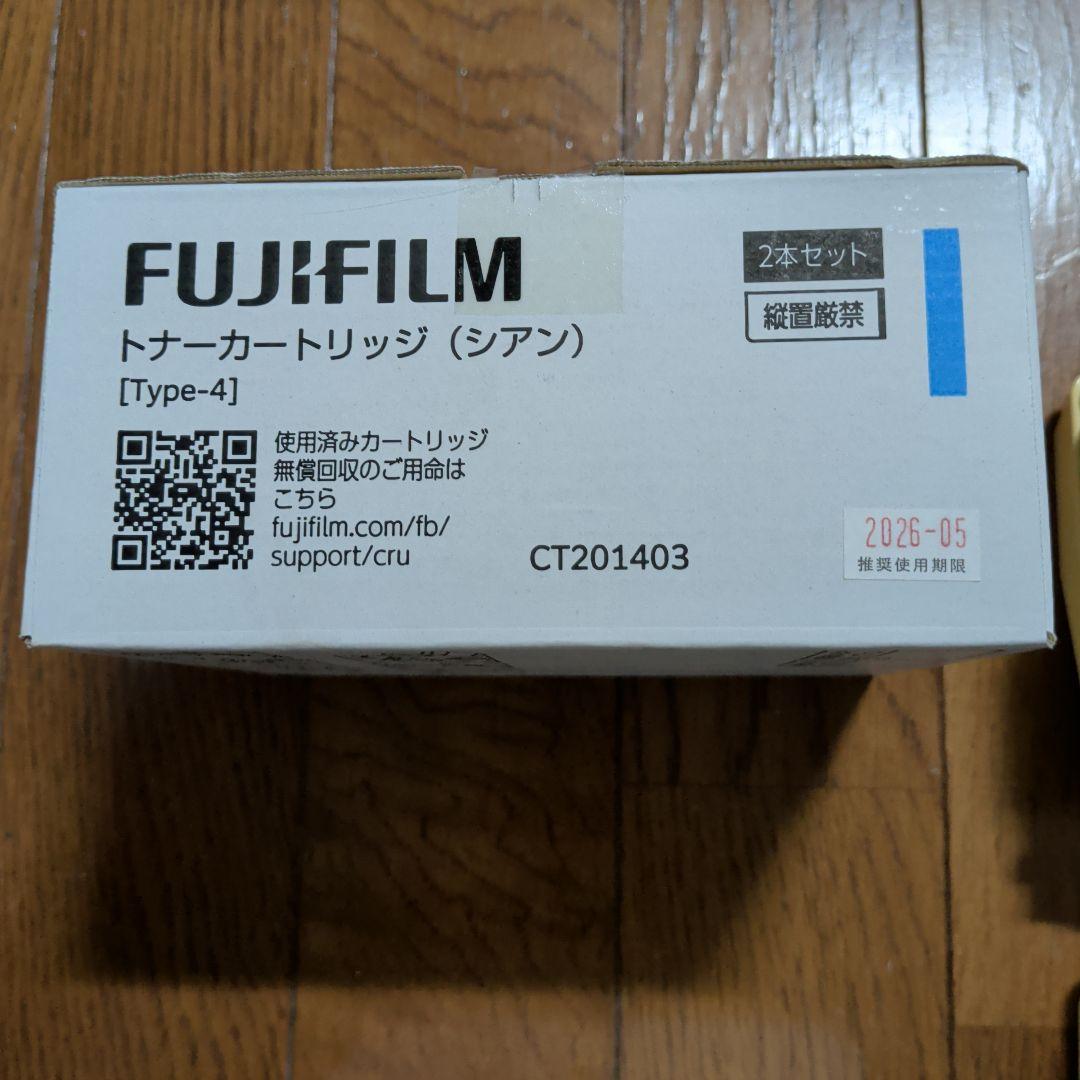 FUJIFILM
トナーカートリッジ（シアン）
[Type-4]
使用済みカートリッジ
無償回収のご用命は
こちら
fujifilm.com/fb/
support/cru
CT201403
2本セット
縦置厳禁
2026-05
推奨使用期限